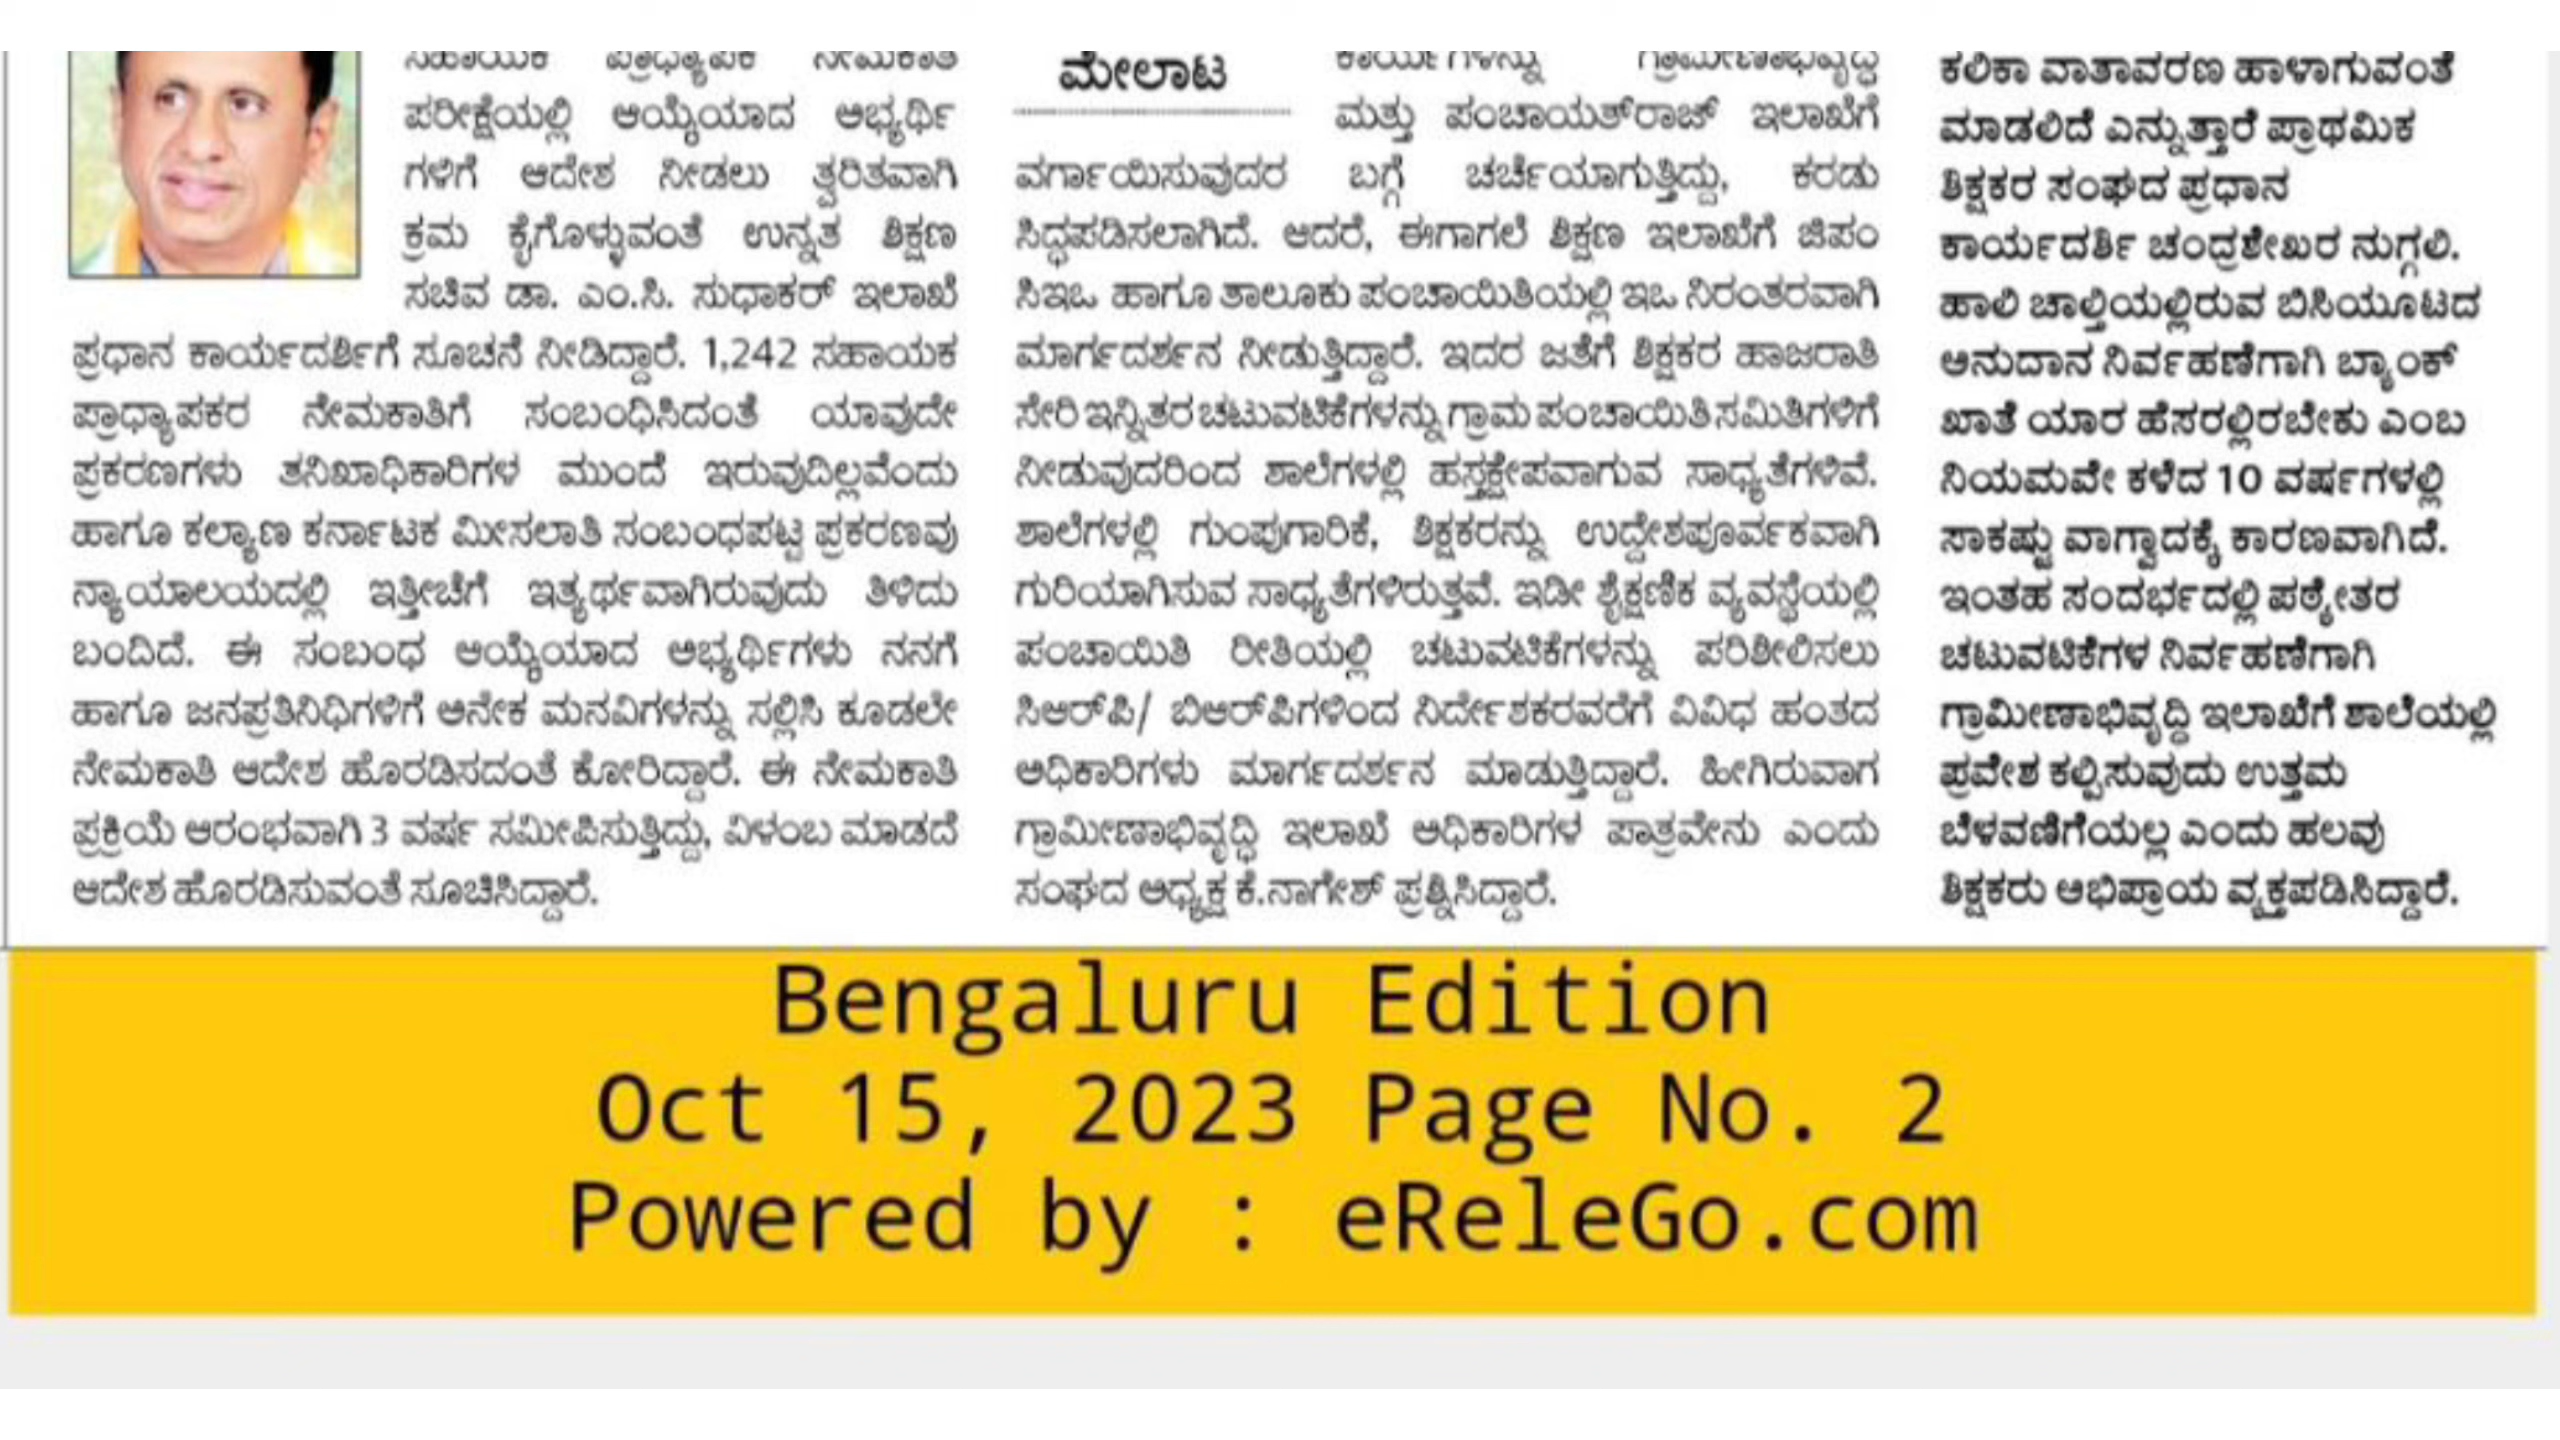 ಸಹಾಯಕ ಪ್ರಾಧ್ಯಾಪಕ ನೇಮಕಾತಿ
ಪರೀಕ್ಷೆಯಲ್ಲಿ ಆಯ್ಕೆಯಾದ ಅಭ್ಯರ್ಥಿ
ಗಳಿಗೆ ಆದೇಶ ನೀಡಲು ತ್ವರಿತವಾಗಿ
ಕ್ರಮ ಕೈಗೊಳ್ಳುವಂತೆ ಉನ್ನತ ಶಿಕ್ಷಣ
ಸಚಿವ ಡಾ. ಎಂ.ಸಿ. ಸುಧಾಕರ್ ಇಲಾಖೆ
ಪ್ರಧಾನ ಕಾರ್ಯದರ್ಶಿಗೆ ಸೂಚನೆ ನೀಡಿದ್ದಾರೆ. 1,242 ಸಹಾಯಕ
ಪ್ರಾಧ್ಯಾಪಕರ ನೇಮಕಾತಿಗೆ ಸಂಬಂಧಿಸಿದಂತೆ ಯಾವುದೇ
ಪ್ರಕರಣಗಳು ತನಿಖಾಧಿಕಾರಿಗಳ ಮುಂದೆ ಇರುವುದಿಲ್ಲವೆಂದು
ಹಾಗೂ ಕಲ್ಯಾಣ ಕರ್ನಾಟಕ ಮೀಸಲಾತಿ ಸಂಬಂಧಪಟ್ಟ ಪ್ರಕರಣವು
ನ್ಯಾಯಾಲಯದಲ್ಲಿ ಇತ್ತೀಚೆಗೆ ಇತ್ಯರ್ಥವಾಗಿರುವುದು ತಿಳಿದು
ಬಂದಿದೆ. ಈ ಸಂಬಂಧ ಆಯ್ಕೆಯಾದ ಅಭ್ಯರ್ಥಿಗಳು ನನಗೆ
ಹಾಗೂ ಜನಪ್ರತಿನಿಧಿಗಳಿಗೆ ಅನೇಕ ಮನವಿಗಳನ್ನು ಸಲ್ಲಿಸಿ ಕೂಡಲೇ
ನೇಮಕಾತಿ ಆದೇಶ ಹೊರಡಿಸದಂತೆ ಕೋರಿದ್ದಾರೆ. ಈ ನೇಮಕಾತಿ
ಪ್ರಕ್ರಿಯೆ ಆರಂಭವಾಗಿ 3 ವರ್ಷ ಸಮೀಪಿಸುತ್ತಿದ್ದು, ವಿಳಂಬ ಮಾಡದೆ
ಆದೇಶ ಹೊರಡಿಸುವಂತೆ ಸೂಚಿಸಿದ್ದಾರೆ.
ಮೇಲಾಟ
ಕಾರ್ಯಗಳನ್ನು ಗ್ರಾಮೀಣಾಭಿವೃದ್ಧಿ
ಮತ್ತು ಪಂಚಾಯತ್‌ರಾಜ್ ಇಲಾಖೆಗೆ
ವರ್ಗಾಯಿಸುವುದರ ಬಗ್ಗೆ ಚರ್ಚೆಯಾಗುತ್ತಿದ್ದು, ಕರಡು
ಸಿದ್ಧಪಡಿಸಲಾಗಿದೆ. ಆದರೆ, ಈಗಾಗಲೆ ಶಿಕ್ಷಣ ಇಲಾಖೆಗೆ ಜಿಪಂ
ಸಿಇಒ ಹಾಗೂ ತಾಲೂಕು ಪಂಚಾಯಿತಿಯಲ್ಲಿ ಇಒ ನಿರಂತರವಾಗಿ
ಮಾರ್ಗದರ್ಶನ ನೀಡುತ್ತಿದ್ದಾರೆ. ಇದರ ಜತೆಗೆ ಶಿಕ್ಷಕರ ಹಾಜರಾತಿ
ಸೇರಿ ಇನ್ನಿತರ ಚಟುವಟಿಕೆಗಳನ್ನು ಗ್ರಾಮ ಪಂಚಾಯಿತಿ ಸಮಿತಿಗಳಿಗೆ
ನೀಡುವುದರಿಂದ ಶಾಲೆಗಳಲ್ಲಿ ಹಸ್ತಕ್ಷೇಪವಾಗುವ ಸಾಧ್ಯತೆಗಳಿವೆ.
ಶಾಲೆಗಳಲ್ಲಿ ಗುಂಪುಗಾರಿಕೆ, ಶಿಕ್ಷಕರನ್ನು ಉದ್ದೇಶಪೂರ್ವಕವಾಗಿ
ಗುರಿಯಾಗಿಸುವ ಸಾಧ್ಯತೆಗಳಿರುತ್ತವೆ. ಇಡೀ ಶೈಕ್ಷಣಿಕ ವ್ಯವಸ್ಥೆಯಲ್ಲಿ
ಪಂಚಾಯಿತಿ ರೀತಿಯಲ್ಲಿ ಚಟುವಟಿಕೆಗಳನ್ನು ಪರಿಶೀಲಿಸಲು
ಸಿಆರ್‌ಪಿ/ ಬಿಆರ್‌ಪಿಗಳಿಂದ ನಿರ್ದೇಶಕರವರೆಗೆ ವಿವಿಧ ಹಂತದ
ಅಧಿಕಾರಿಗಳು ಮಾರ್ಗದರ್ಶನ ಮಾಡುತ್ತಿದ್ದಾರೆ. ಹೀಗಿರುವಾಗ
ಗ್ರಾಮೀಣಾಭಿವೃದ್ಧಿ ಇಲಾಖೆ ಅಧಿಕಾರಿಗಳ ಪಾತ್ರವೇನು ಎಂದು
ಸಂಘದ ಅಧ್ಯಕ್ಷ ಕೆ.ನಾಗೇಶ್ ಪ್ರಶ್ನಿಸಿದ್ದಾರೆ.
ಕಲಿಕಾ ವಾತಾವರಣ ಹಾಳಾಗುವಂತೆ
ಮಾಡಲಿದೆ ಎನ್ನುತ್ತಾರೆ ಪ್ರಾಥಮಿಕ
ಶಿಕ್ಷಕರ ಸಂಘದ ಪ್ರಧಾನ
ಕಾರ್ಯದರ್ಶಿ ಚಂದ್ರಶೇಖರ ನುಗ್ಗಲಿ.
ಹಾಲಿ ಚಾಲ್ತಿಯಲ್ಲಿರುವ ಬಿಸಿಯೂಟದ
ಅನುದಾನ ನಿರ್ವಹಣೆಗಾಗಿ ಬ್ಯಾಂಕ್
ಖಾತೆ ಯಾರ ಹೆಸರಲ್ಲಿರಬೇಕು ಎಂಬ
ನಿಯಮವೇ ಕಳೆದ 10 ವರ್ಷಗಳಲ್ಲಿ
ಸಾಕಷ್ಟು ವಾಗ್ವಾದಕ್ಕೆ ಕಾರಣವಾಗಿದೆ.
ಇಂತಹ ಸಂದರ್ಭದಲ್ಲಿ ಪಠ್ಯೇತರ
ಚಟುವಟಿಕೆಗಳ ನಿರ್ವಹಣೆಗಾಗಿ
ಗ್ರಾಮೀಣಾಭಿವೃದ್ಧಿ ಇಲಾಖೆಗೆ ಶಾಲೆಯಲ್ಲಿ
ಪ್ರವೇಶ ಕಲ್ಪಿಸುವುದು ಉತ್ತಮ
ಬೆಳವಣಿಗೆಯಲ್ಲ ಎಂದು ಹಲವು
ಶಿಕ್ಷಕರು ಅಭಿಪ್ರಾಯ ವ್ಯಕ್ತಪಡಿಸಿದ್ದಾರೆ.
Bengaluru Edition
Oct 15, 2023 Page No. 2
Powered by : eReleGo.com